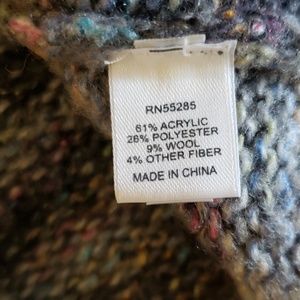 RN55285
61% ACRYLIC
26% POLYESTER
9% WOOL
4% OTHER FIBER
MADE IN CHINA